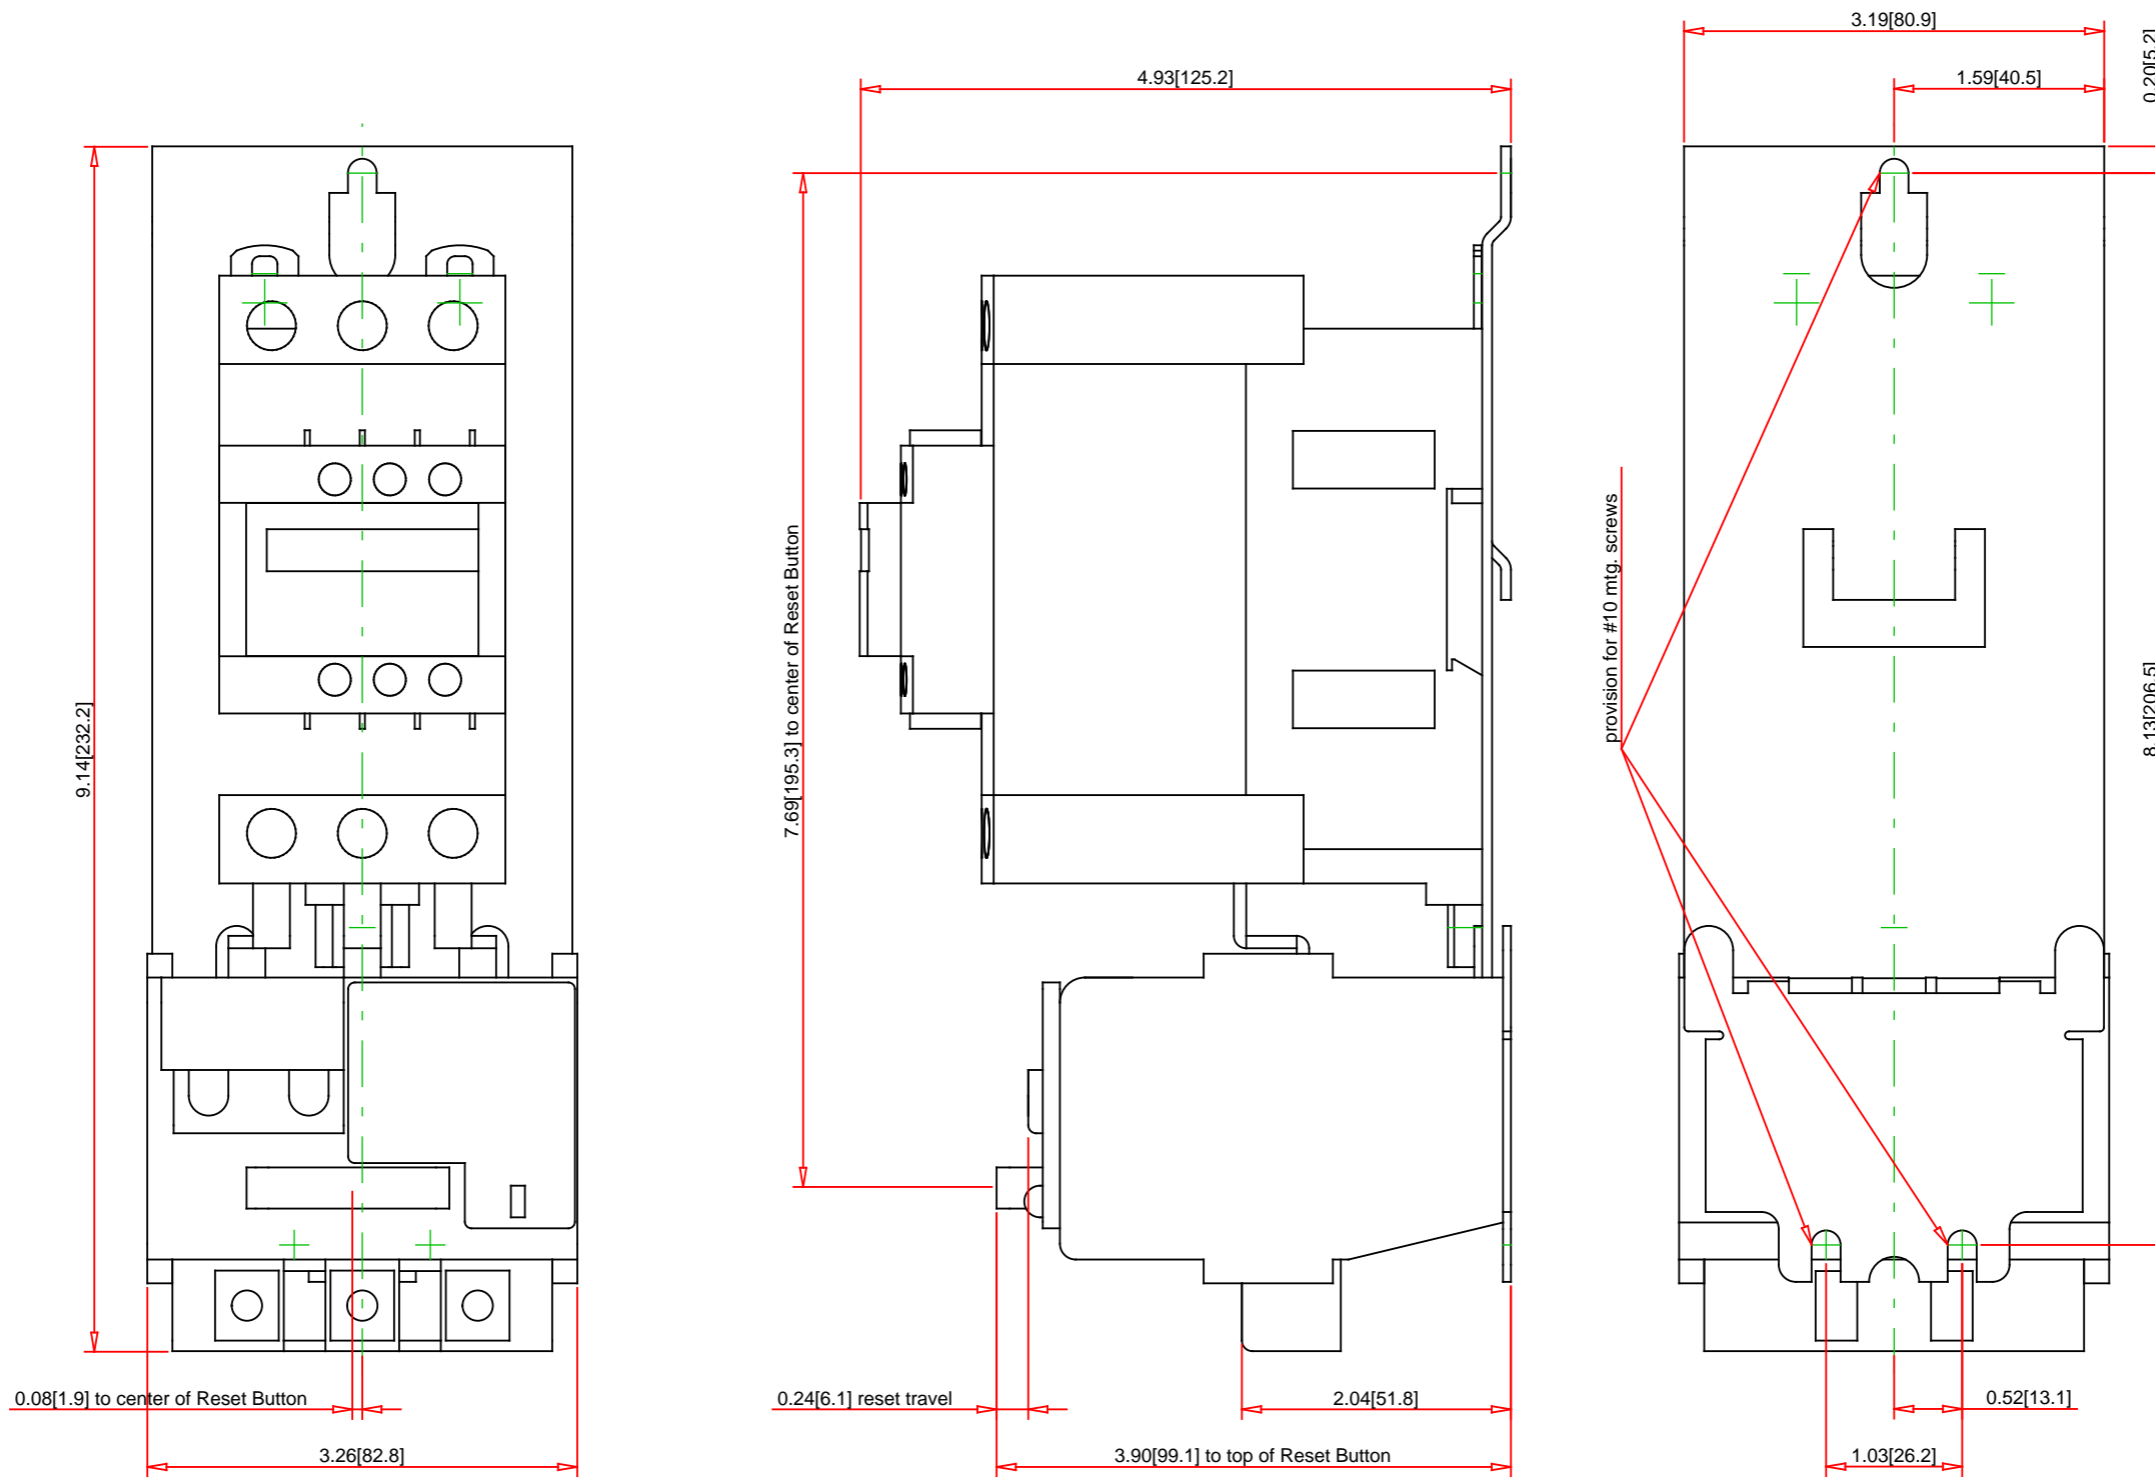 3.19[80.9]
0.20[5.2]
4.93[125.2]
1.59[40.5]
7.69[195.3] to center of Reset Button
provision for #10 mtg. screws
9.14[232.2]
8.13[206.5]
0.08[1.9] to center of Reset Button
0.24[6.1] reset travel
2.04[51.8]
0.52[13.1]
3.26[82.8]
3.90[99.1] to top of Reset Button
1.03[26.2]